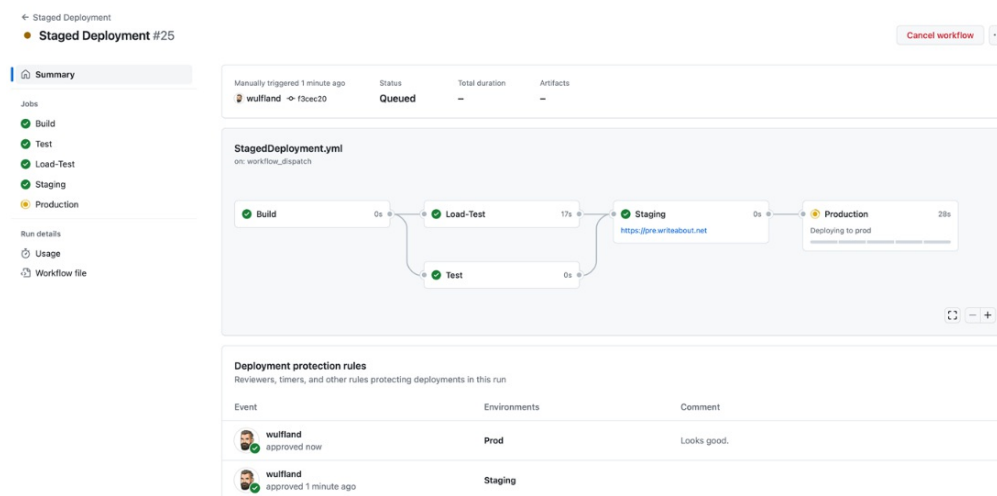 ← Staged Deployment
Staged Deployment #25
Cancel workflow
Summary
Jobs
Build
Test
Load-Test
Staging
Production
Run details
Usage
Workflow file
Manually triggered 1 minute ago
Status
Total duration
Artifacts
wulfland f3cec20
Queued
–
–
StagedDeployment.yml
on: workflow_dispatch
Build 0s
Load-Test 17s
Staging 0s
https://pre.writeabout.net
Production 28s
Deploying to prod
Test 0s
Deployment protection rules
Reviewers, timers, and other rules protecting deployments in this run
Event Environments Comment
wulfland
approved now
Prod
Looks good.
wulfland
approved 1 minute ago
Staging